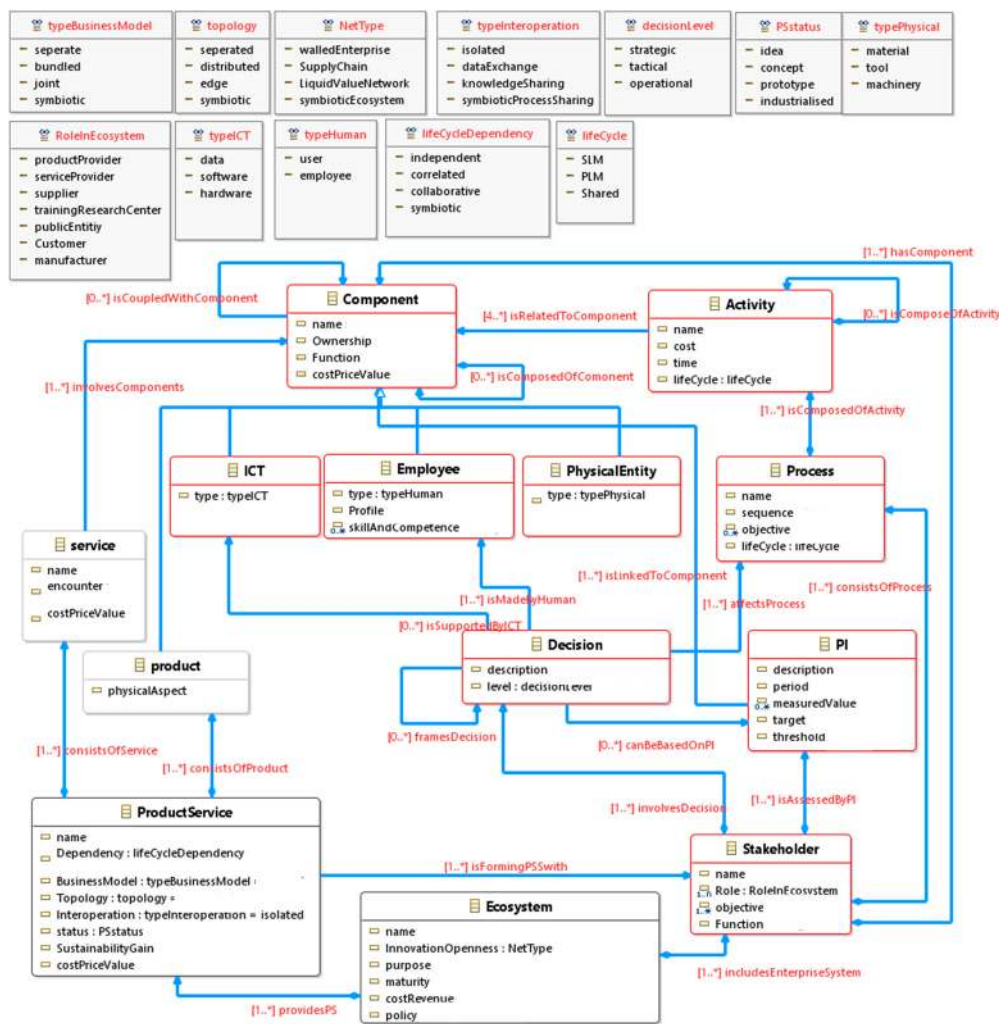 typeBusinessModel
seperate
bundled
joint
symbiotic
topology
seperated
distributed
edge
symbiotic
NetType
walledEnterprise
SupplyChain
LiquidValueNetwork
symbioticEcosystem
typeInteroperation
isolated
dataExchange
knowledgeSharing
symbioticProcessSharing
decisionLevel
strategic
tactical
operational
PSstatus
idea
concept
prototype
industrialised
typePhysical
material
tool
machinery
RoleInEcosystem
productProvider
serviceProvider
supplier
trainingResearchCenter
publicEntitiy
Customer
manufacturer
typeICT
data
software
hardware
typeHuman
user
employee
lifeCycleDependency
independent
correlated
collaborative
symbiotic
lifeCycle
SLM
PLM
Shared
[1..*] hasComponent
[0..*] isCoupledWithComponent
Component
name
Ownership
Function
costPriceValue
[4..*] isRelatedToComponent
Activity
name
cost
time
lifeCycle : lifeCycle
[0..*] isComposeOfActivity
[0..*] isComposedOfComonent
[1..*] involvesComponents
[1..*] isComposedOfActivity
ICT
type : typeICT
Employee
type : typeHuman
Profile
0..* skillAndCompetence
PhysicalEntity
type : typePhysical
Process
name
sequence
0..* objective
lifeCycle : lifeCycle
service
name
encounter
costPriceValue
[1..*] isLinkedToComponent
[1..*] consistsOfProcess
[1..*] isMadebyHuman
[1..*] affectsProcess
[0..*] isSupportedByICT
product
physicalAspect
Decision
description
level : decisionLevel
PI
description
period
0..* measuredValue
target
threshold
[0..*] framesDecision
[0..*] canBeBasedOnPI
[1..*] consistsOfService
[1..*] consistsOfProduct
[1..*] involvesDecision
[1..*] isAssessedByPI
ProductService
name
Dependency : lifeCycleDependency
BusinessModel : typeBusinessModel
Topology : topology =
Interoperation : typeInteroperation = isolated
status : PSstatus
SustainabilityGain
costPriceValue
[1..*] isFormingPSSwith
Stakeholder
name
1..n Role : RoleInEcosystem
1..* objective
Function
Ecosystem
name
InnovationOpenness : NetType
purpose
maturity
costRevenue
policy
[1..*] includesEnterpriseSystem
[1..*] providesPS